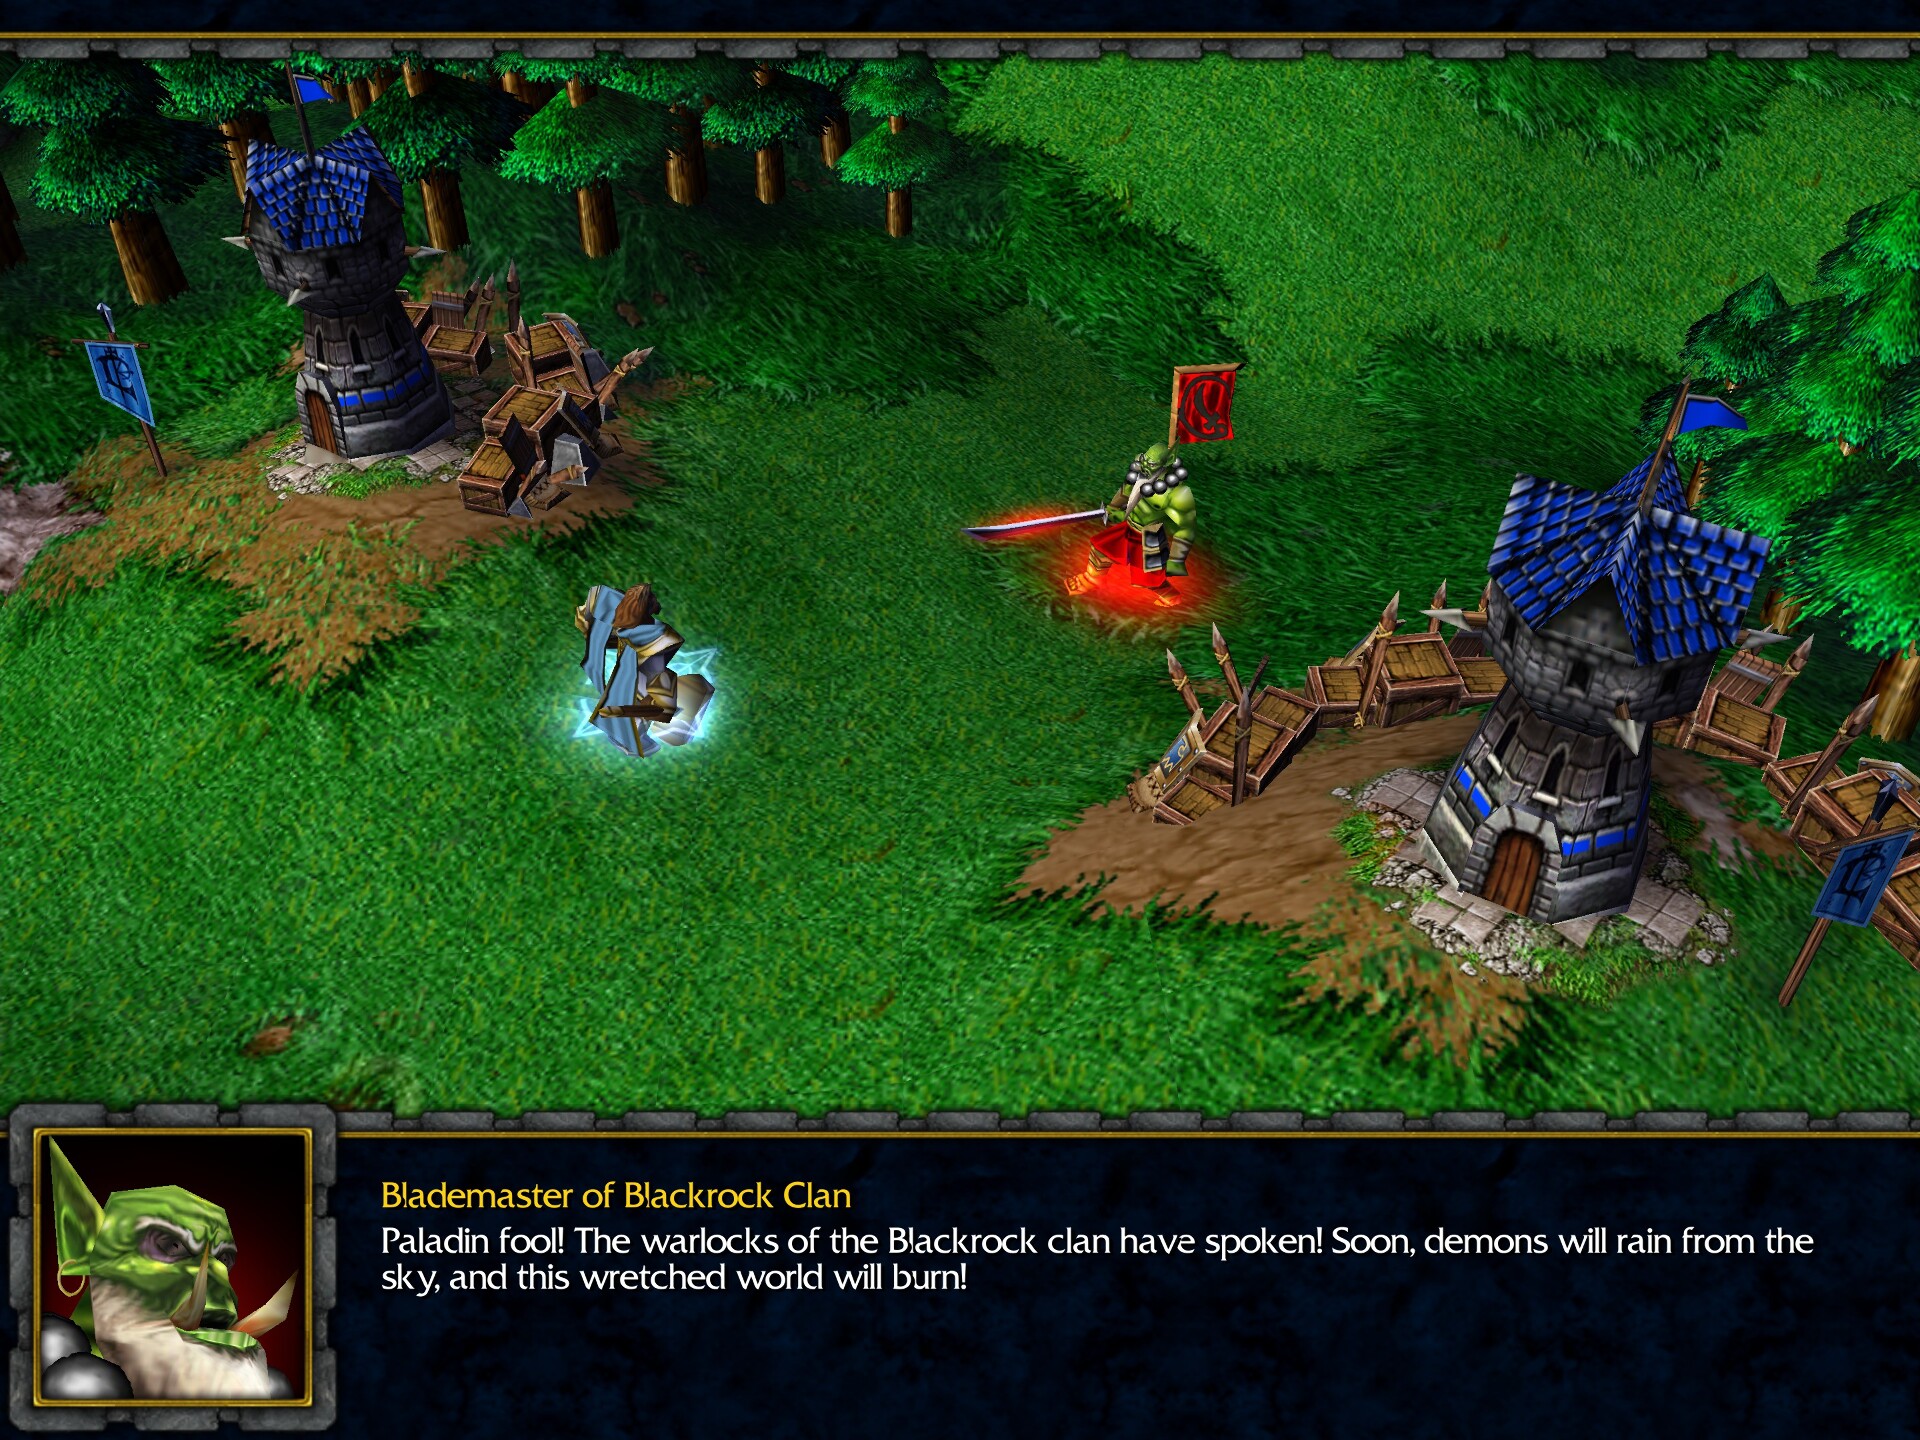 Blademaster of Blackrock Clan
Paladin fool! The warlocks of the Blackrock clan have spoken! Soon, demons will rain from the
sky, and this wretched world will burn!